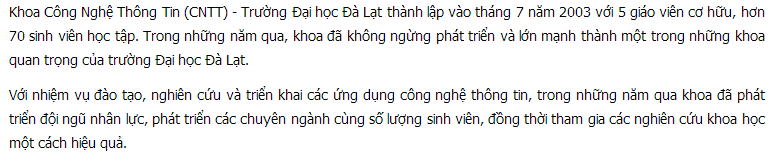 Khoa Công Nghệ Thông Tin (CNTT) - Trường Đại học Đà Lạt thành lập vào tháng 7 năm 2003 với 5 giáo viên cơ hữu, hơn
70 sinh viên học tập. Trong những năm qua, khoa đã không ngừng phát triển và lớn mạnh thành một trong những khoa
quan trọng của trường Đại học Đà Lạt.
Với nhiệm vụ đào tạo, nghiên cứu và triển khai các ứng dụng công nghệ thông tin, trong những năm qua khoa đã phát
triển đội ngũ nhân lực, phát triển các chuyên ngành cùng số lượng sinh viên, đồng thời tham gia các nghiên cứu khoa học
một cách hiệu quả.